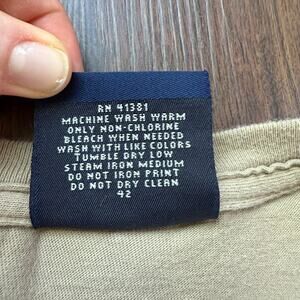 RN 41381
MACHINE WASH WARM
ONLY NON-CHLORINE
BLEACH WHEN NEEDED
WASH WITH LIKE COLORS
TUMBLE DRY LOW
STEAM IRON MEDIUM
DO NOT IRON PRINT
DO NOT DRY CLEAN
42